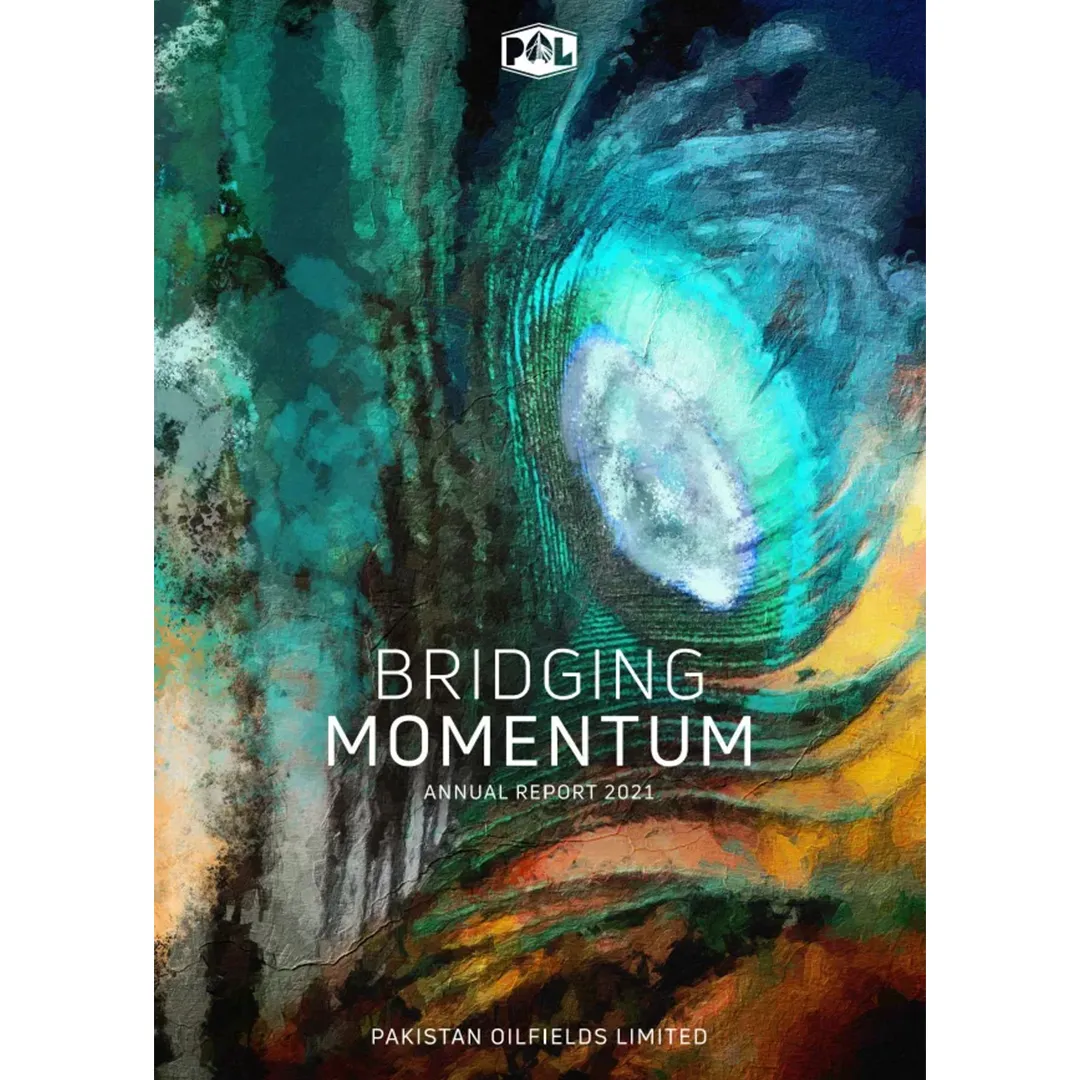 POL
BRIDGING
MOMENTUM
ANNUAL REPORT 2021
PAKISTAN OILFIELDS LIMITED